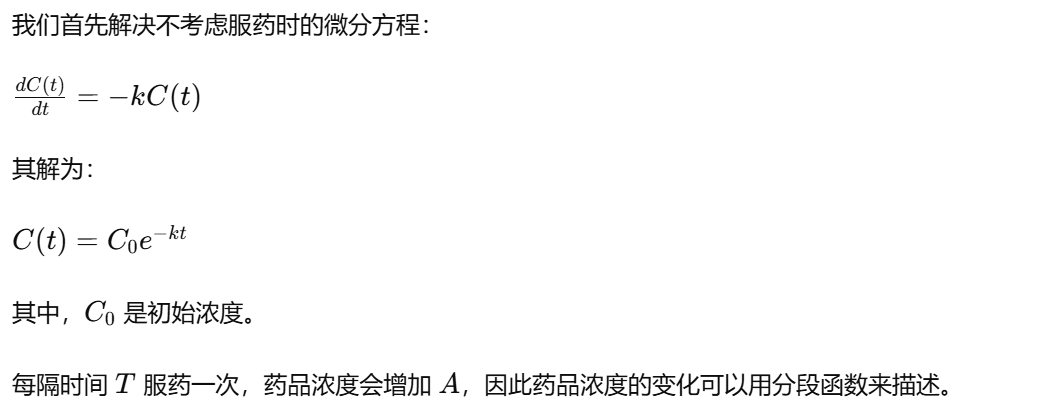 我们首先解决不考虑服药时的微分方程：
$\frac{dC(t)}{dt} = -kC(t)$
其解为：
$C(t) = C_0 e^{-kt}$
其中，$C_0$ 是初始浓度。
每隔时间 $T$ 服药一次，药品浓度会增加 $A$，因此药品浓度的变化可以用分段函数来描述。